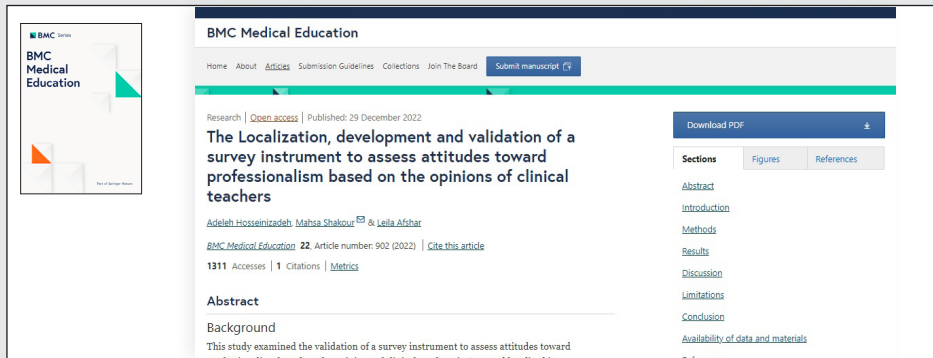 BMC Series
BMC
Medical
Education
Part of Springer Nature
BMC Medical Education
Home About Articles Submission Guidelines Collections Join The Board Submit manuscript
Research | Open access | Published: 29 December 2022
The Localization, development and validation of a
survey instrument to assess attitudes toward
professionalism based on the opinions of clinical
teachers
Adeleh Hosseinizadeh, Mahsa Shakour & Leila Afshar
BMC Medical Education 22, Article number: 902 (2022) | Cite this article
1311 Accesses | 1 Citations | Metrics
Abstract
Background
This study examined the validation of a survey instrument to assess attitudes toward
Download PDF
Sections Figures References
Abstract
Introduction
Methods
Results
Discussion
Limitations
Conclusion
Availability of data and materials